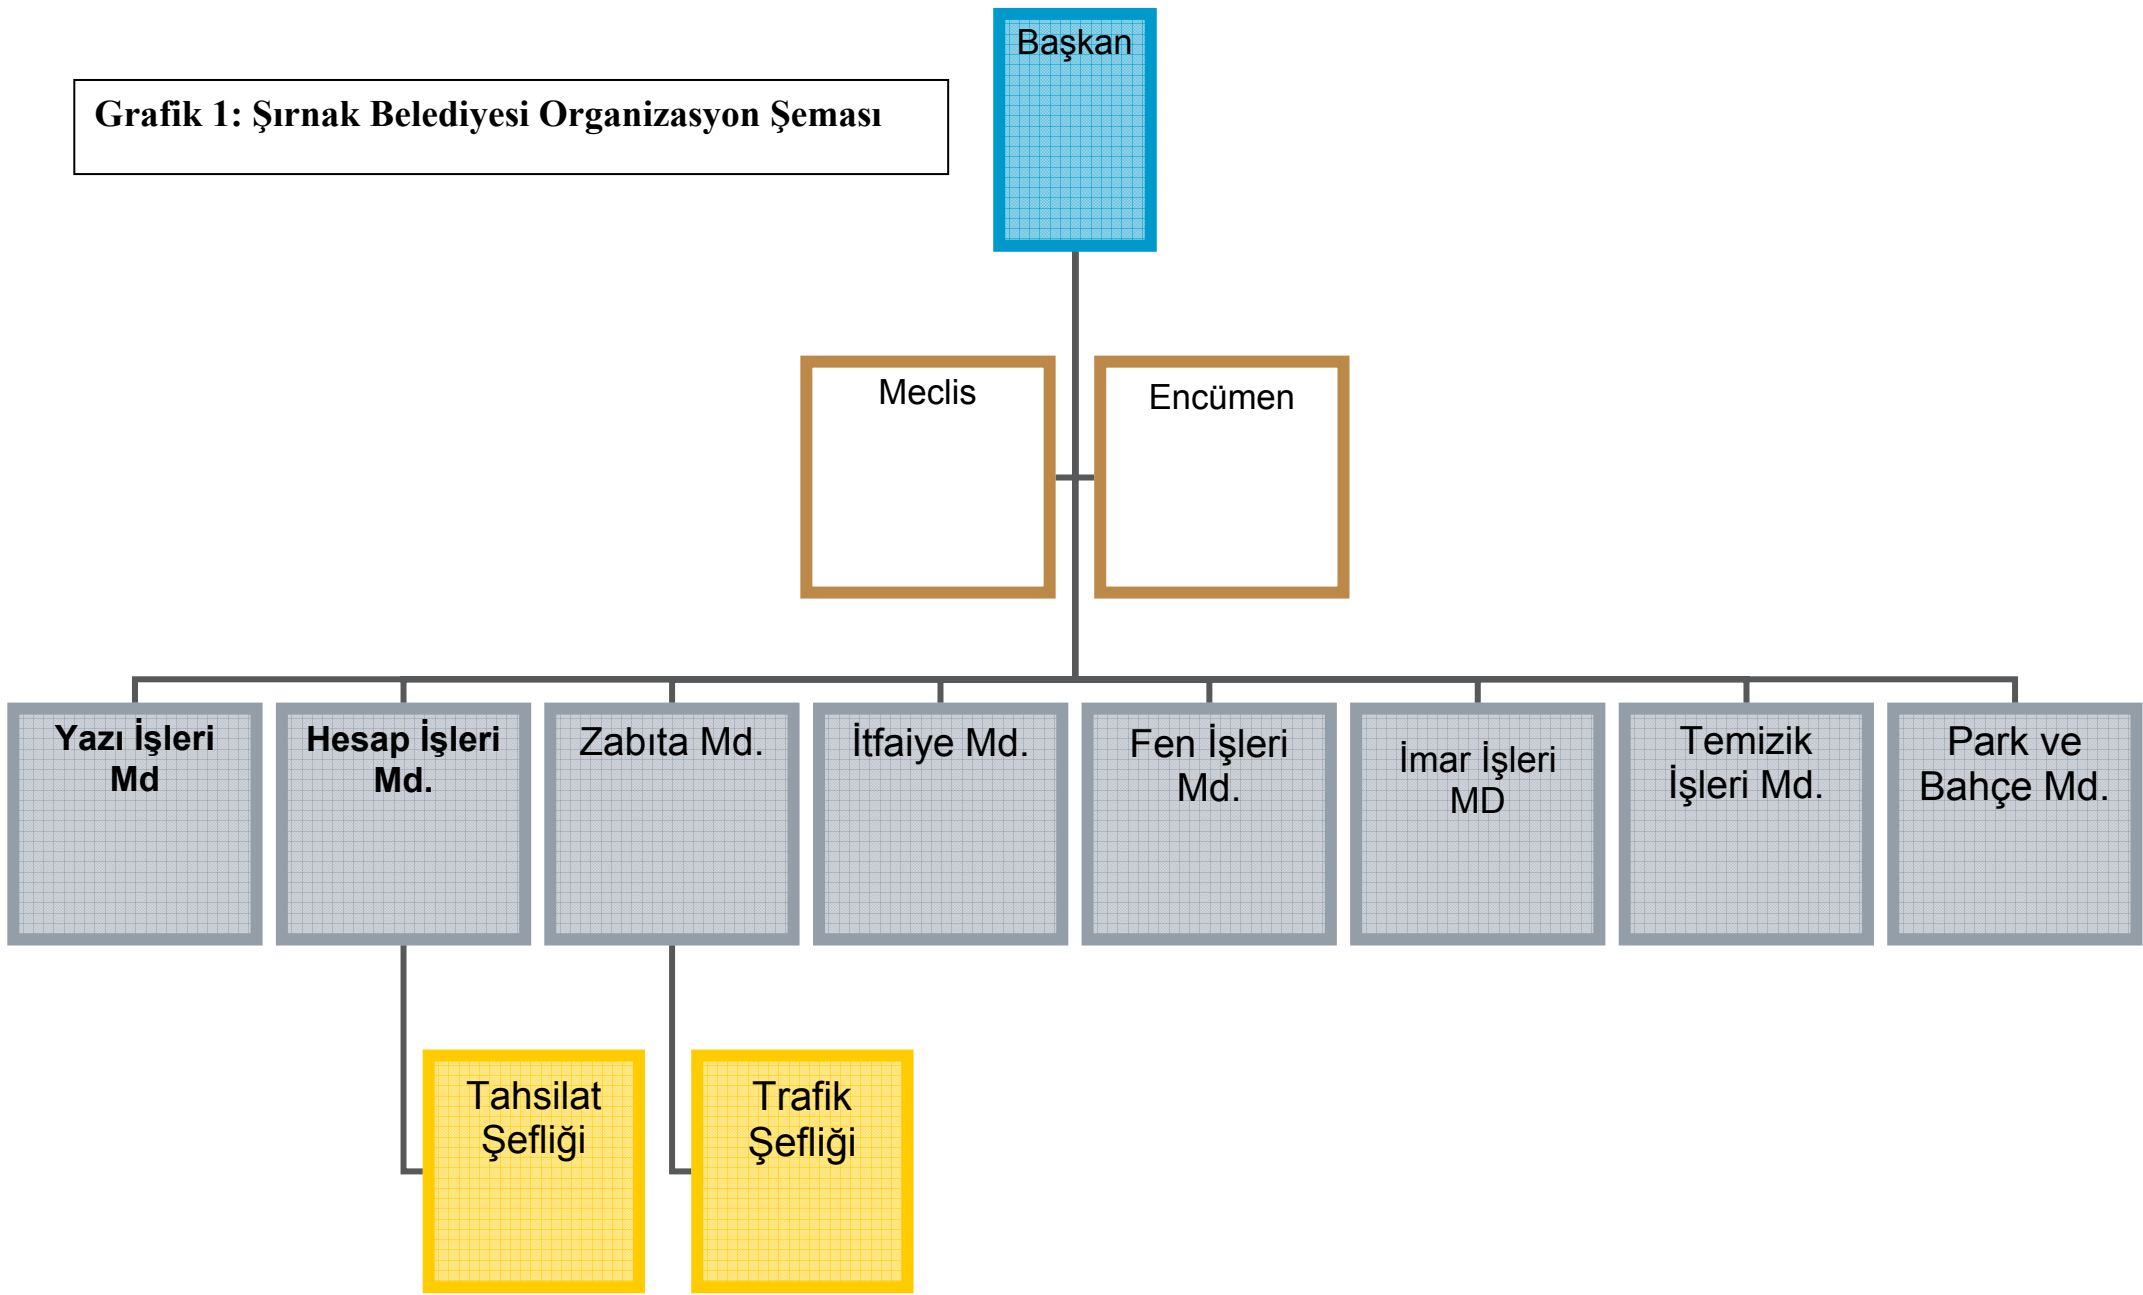 Başkan
Grafik 1: Şırnak Belediyesi Organizasyon Şeması
Meclis
Encümen
Yazı İşleri
Md
Hesap İşleri
Md.
Zabıta Md.
İtfaiye Md.
Fen İşleri
Md.
İmar İşleri
MD
Temizik
İşleri Md.
Park ve
Bahçe Md.
Tahsilat
Şefliği
Trafik
Şefliği